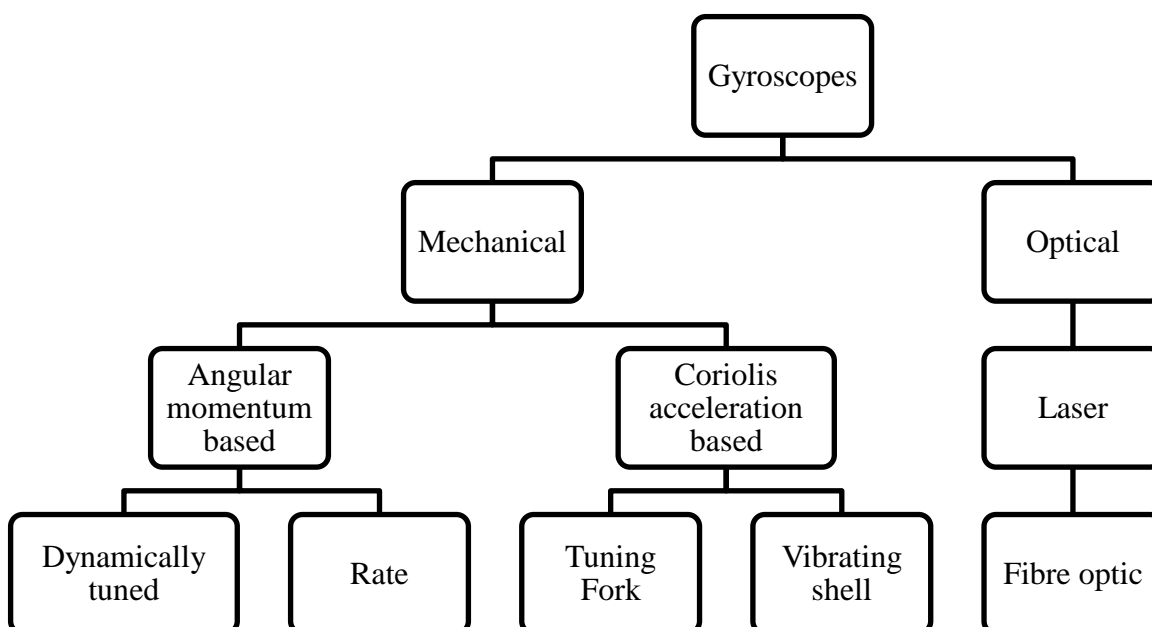 Gyroscopes
Mechanical
Optical
Angular
momentum
based
Coriolis
acceleration
based
Laser
Dynamically
tuned
Rate
Tuning
Fork
Vibrating
shell
Fibre optic